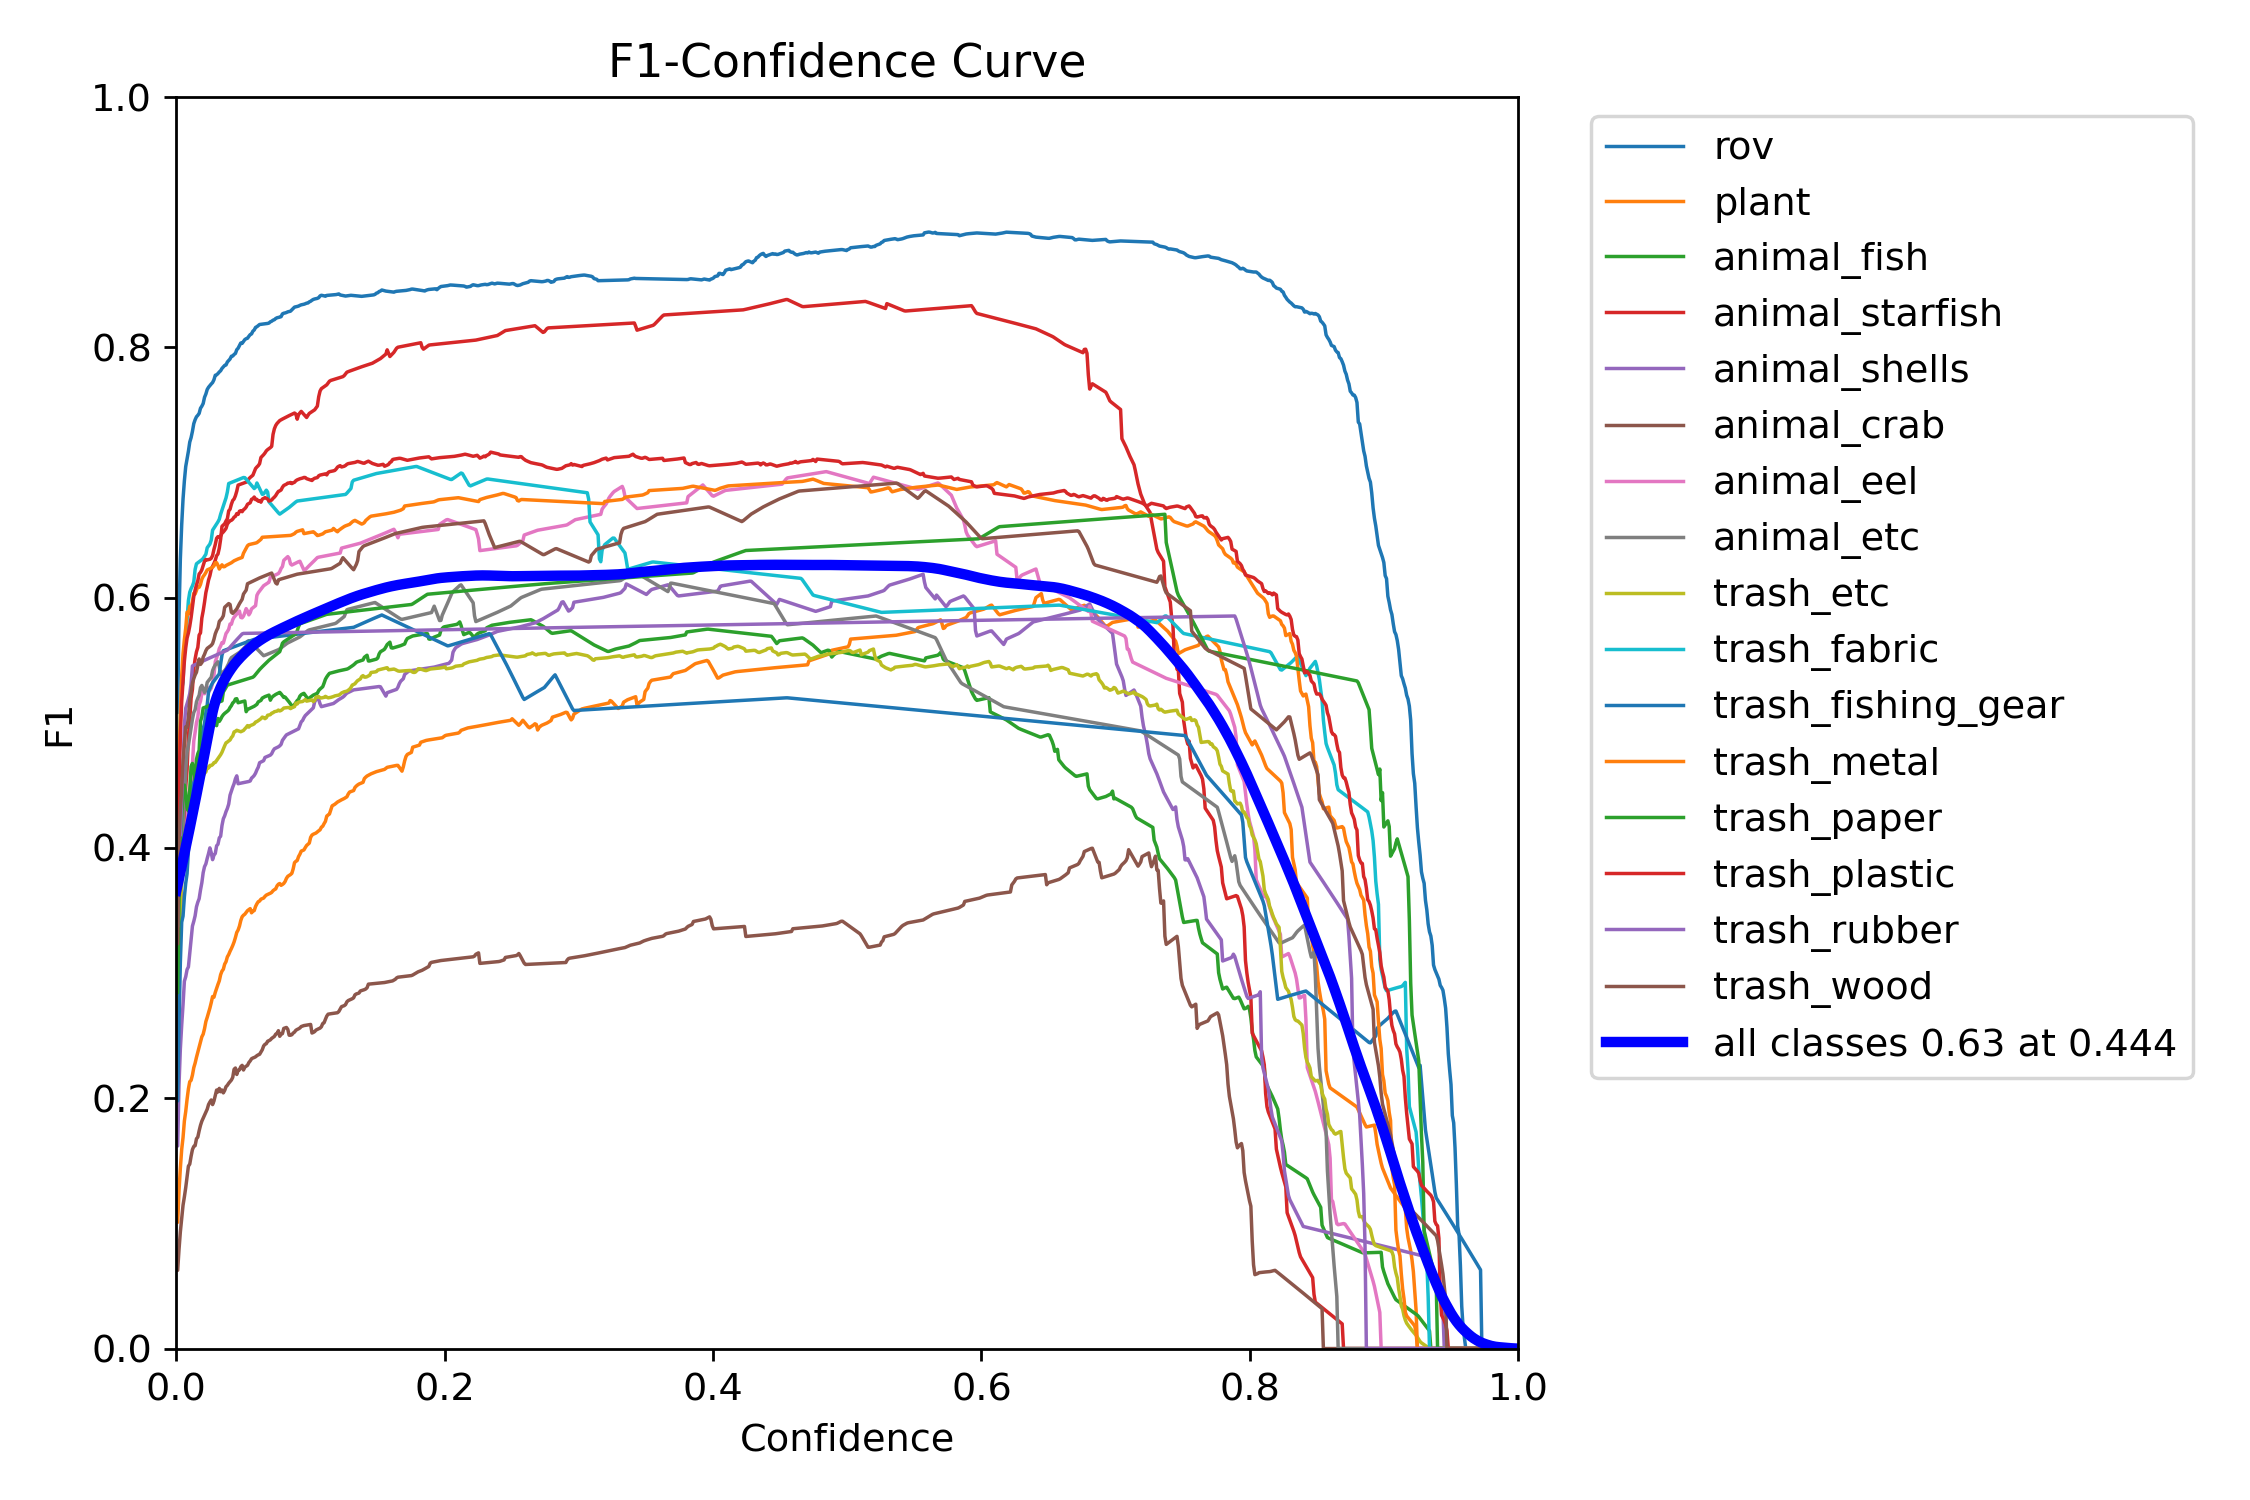 F1-Confidence Curve
1.0
0.8
0.6
0.4
0.2
0.0
F1
0.0 0.2 0.4 0.6 0.8 1.0
Confidence
rov
plant
animal_fish
animal_starfish
animal_shells
animal_crab
animal_eel
animal_etc
trash_etc
trash_fabric
trash_fishing_gear
trash_metal
trash_paper
trash_plastic
trash_rubber
trash_wood
all classes 0.63 at 0.444